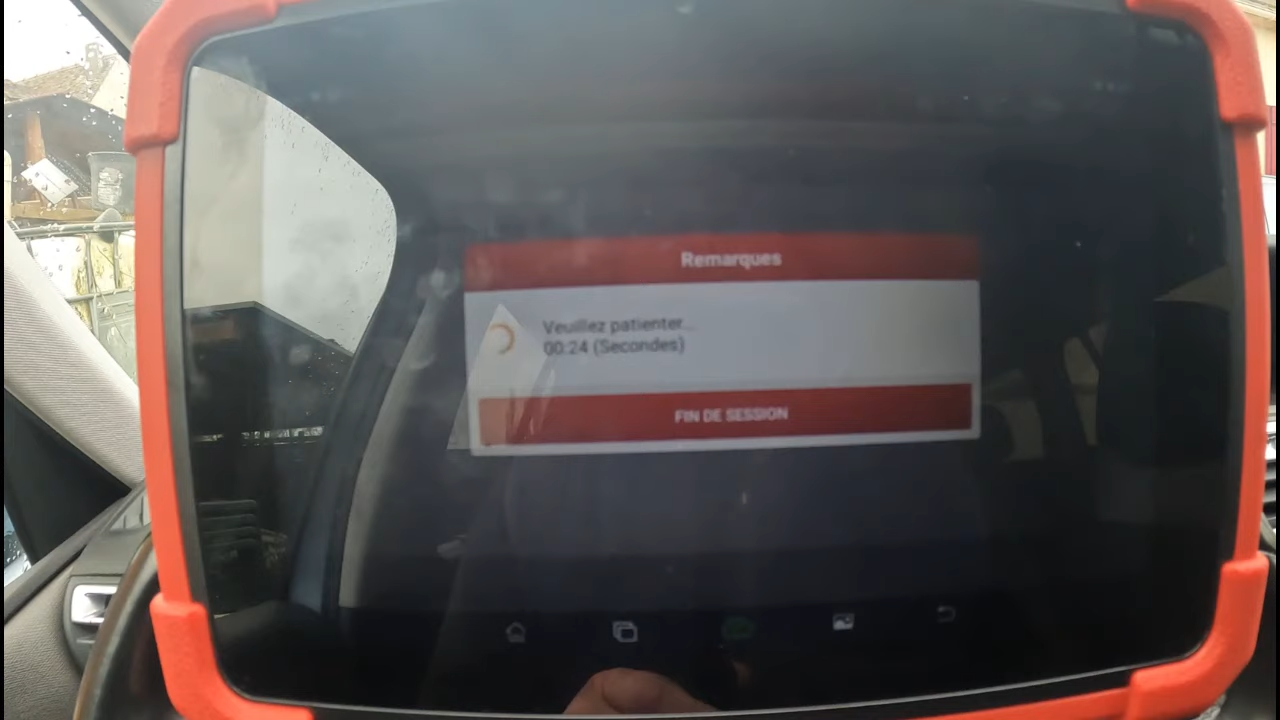 Remarques
Veuillez patienter...
00:24 (Secondes)
FIN DE SESSION